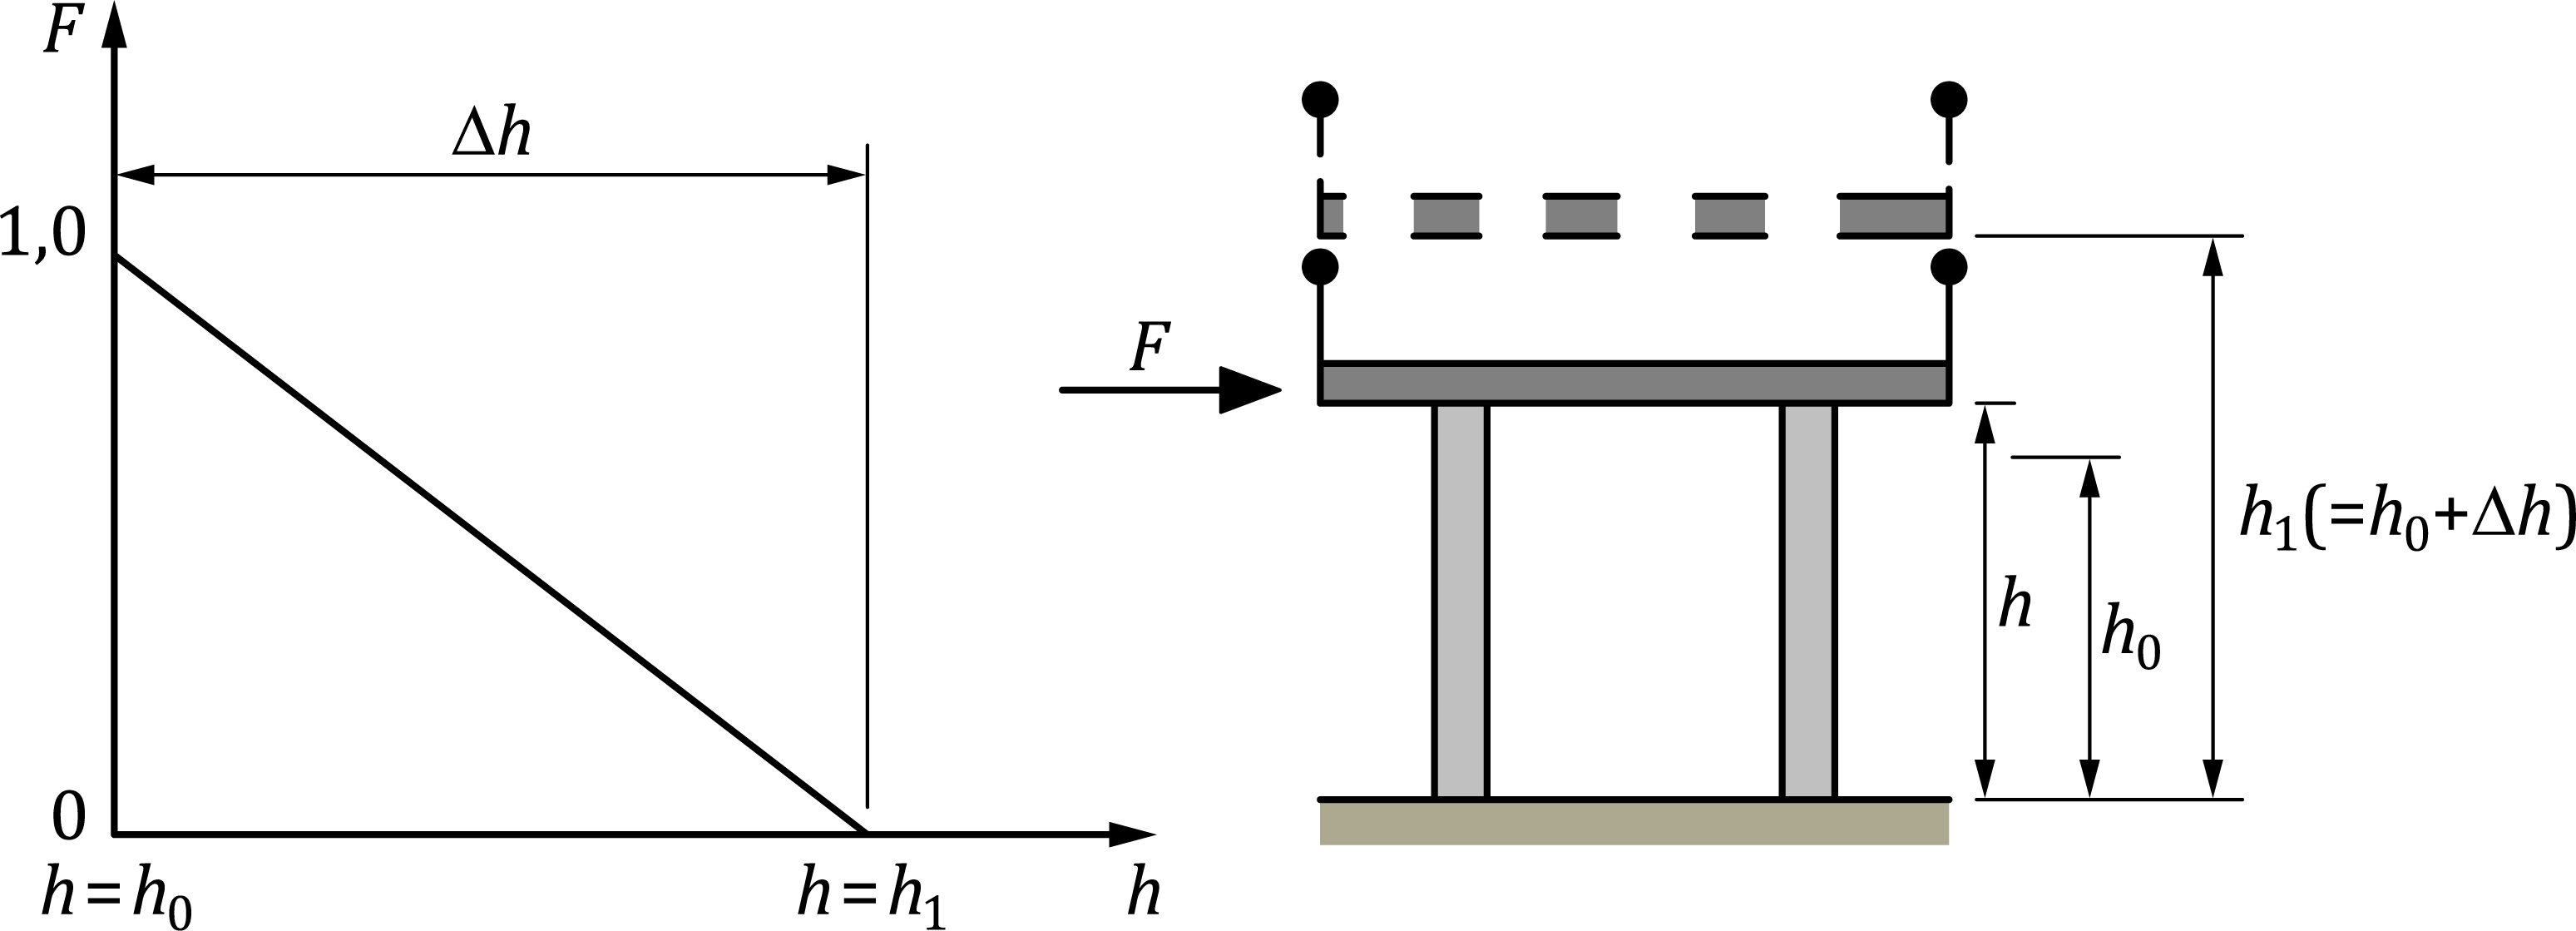 F
Δh
1,0
0
h=h₀
h=h₁
h
F
h
h₀
h₁(=h₀+Δh)